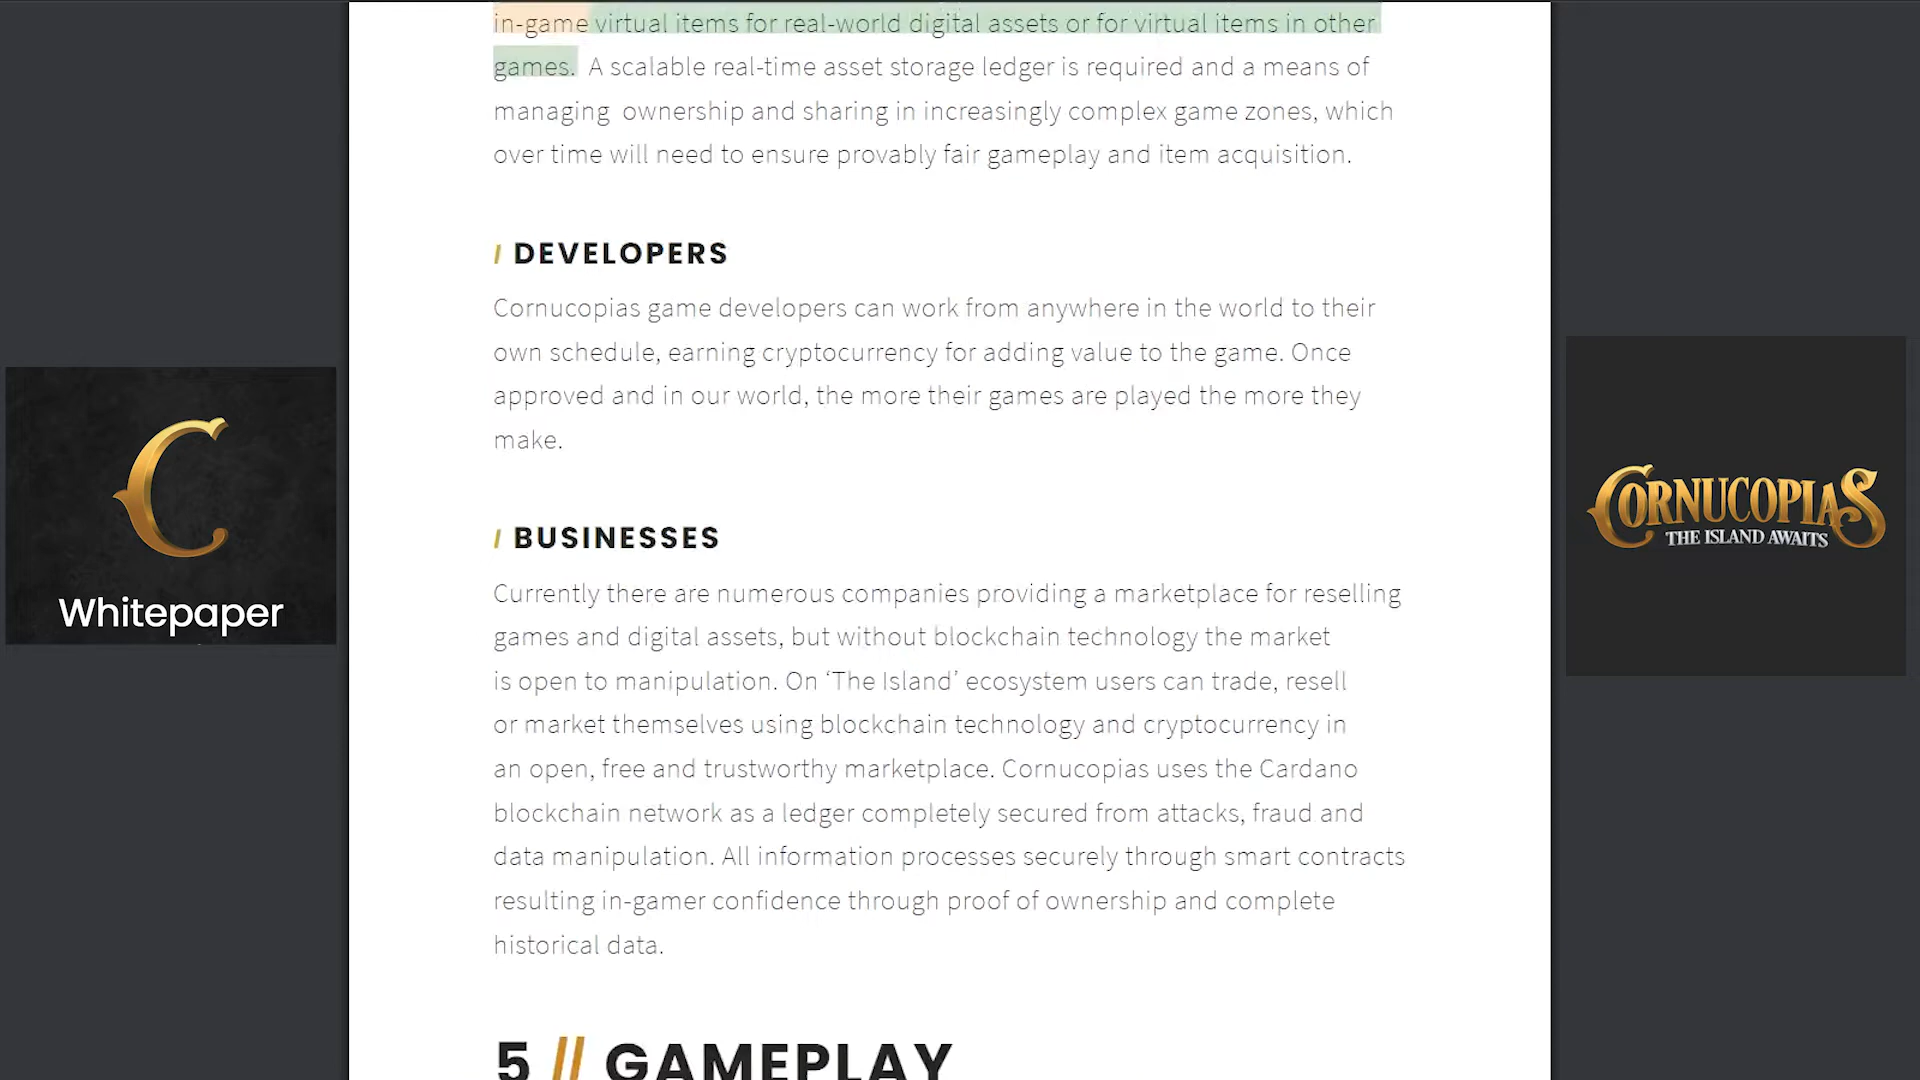 in-game virtual items for real-world digital assets or for virtual items in other
games. A scalable real-time asset storage ledger is required and a means of
managing ownership and sharing in increasingly complex game zones, which
over time will need to ensure provably fair gameplay and item acquisition.
/ DEVELOPERS
Cornucopias game developers can work from anywhere in the world to their
own schedule, earning cryptocurrency for adding value to the game. Once
approved and in our world, the more their games are played the more they
make.
/ BUSINESSES
Currently there are numerous companies providing a marketplace for reselling
games and digital assets, but without blockchain technology the market
is open to manipulation. On ‘The Island’ ecosystem users can trade, resell
or market themselves using blockchain technology and cryptocurrency in
an open, free and trustworthy marketplace. Cornucopias uses the Cardano
blockchain network as a ledger completely secured from attacks, fraud and
data manipulation. All information processes securely through smart contracts
resulting in-gamer confidence through proof of ownership and complete
historical data.
5 // GAMEPLAY
C
Whitepaper
CORNUCOPIAS
THE ISLAND AWAITS